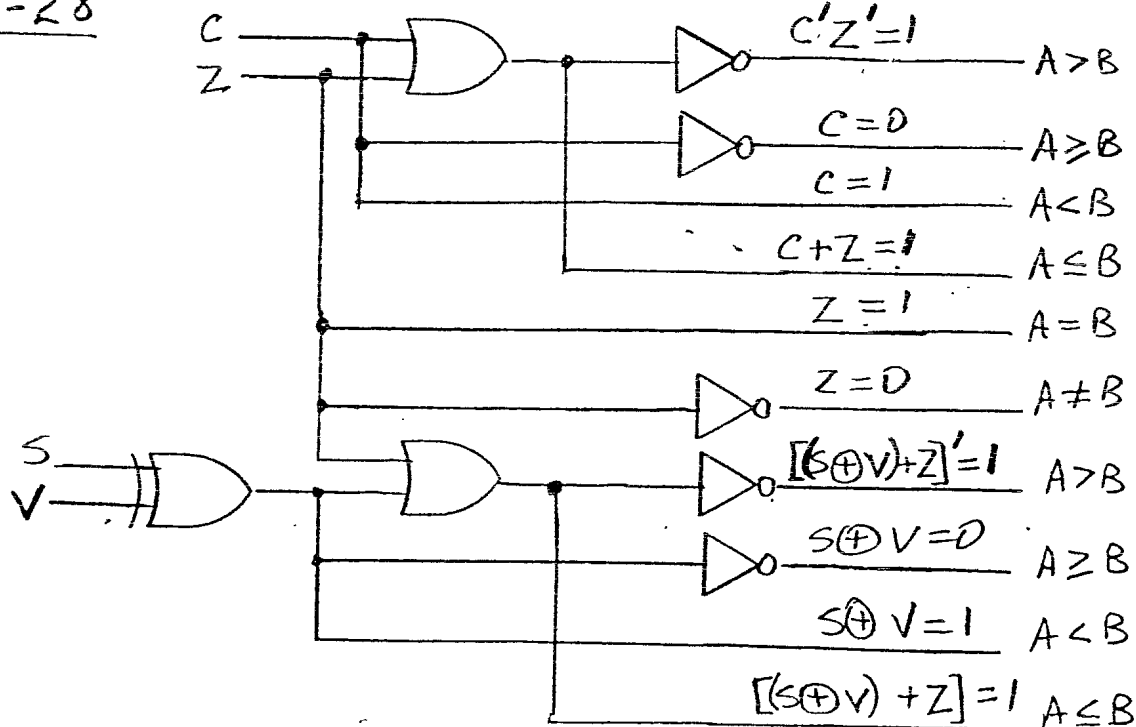 -28
C
C'Z'=1
A>B
Z
C=0
A≥B
C=1
A<B
C+Z=1
A≤B
Z=1
A=B
Z=0
A≠B
S
[(S⊕V)+Z]'=1
A>B
V
S⊕V=0
A≥B
S⊕V=1
A<B
[(S⊕V)+Z]=1
A≤B